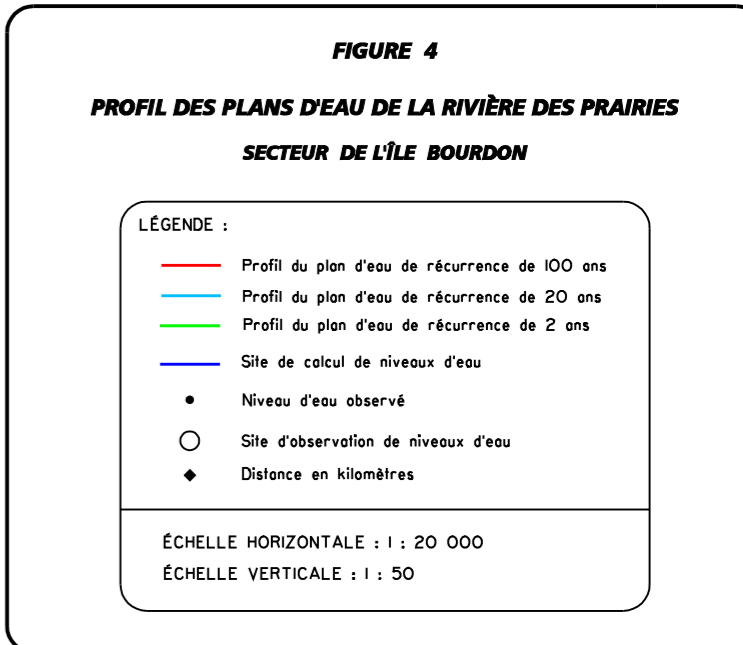 FIGURE 4
PROFIL DES PLANS D'EAU DE LA RIVIÈRE DES PRAIRIES
SECTEUR DE L'ÎLE BOURDON
LÉGENDE :
Profil du plan d'eau de récurrence de 100 ans
Profil du plan d'eau de récurrence de 20 ans
Profil du plan d'eau de récurrence de 2 ans
Site de calcul de niveaux d'eau
Niveau d'eau observé
Site d'observation de niveaux d'eau
Distance en kilomètres
ÉCHELLE HORIZONTALE : 1 : 20 000
ÉCHELLE VERTICALE : 1 : 50